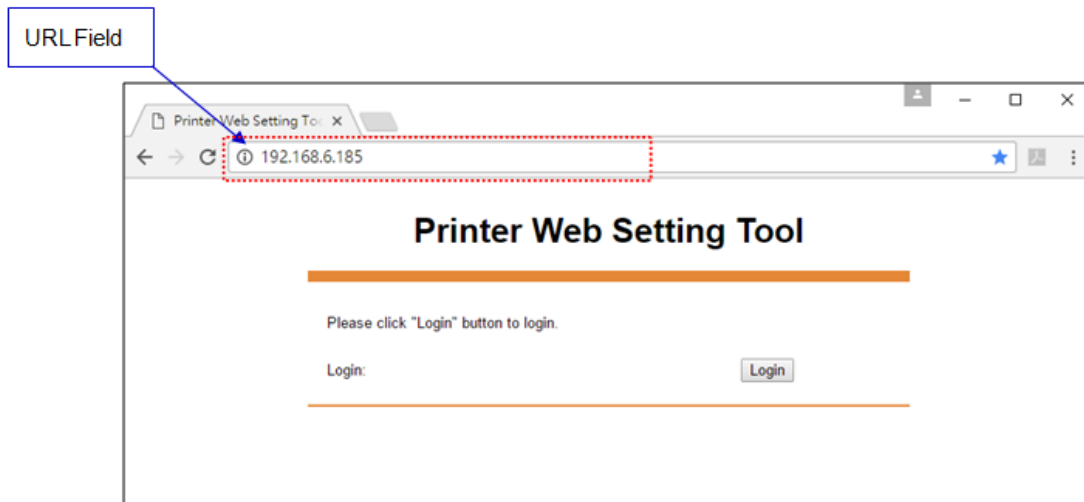 URL Field
Printer Web Setting Too
192.168.6.185
Printer Web Setting Tool
Please click "Login" button to login.
Login:
Login